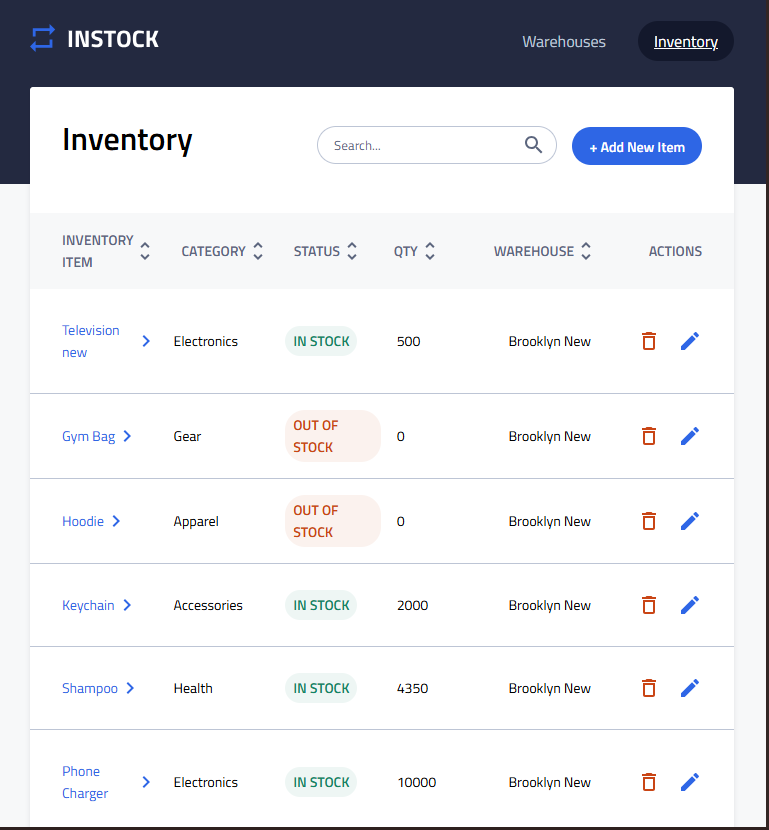 INSTOCK
Warehouses
Inventory
Inventory
Search...
+ Add New Item
INVENTORY
ITEM
CATEGORY
STATUS
QTY
WAREHOUSE
ACTIONS
Television
new
Electronics
IN STOCK
500
Brooklyn New
Gym Bag
Gear
OUT OF
STOCK
0
Brooklyn New
Hoodie
Apparel
OUT OF
STOCK
0
Brooklyn New
Keychain
Accessories
IN STOCK
2000
Brooklyn New
Shampoo
Health
IN STOCK
4350
Brooklyn New
Phone
Charger
Electronics
IN STOCK
10000
Brooklyn New